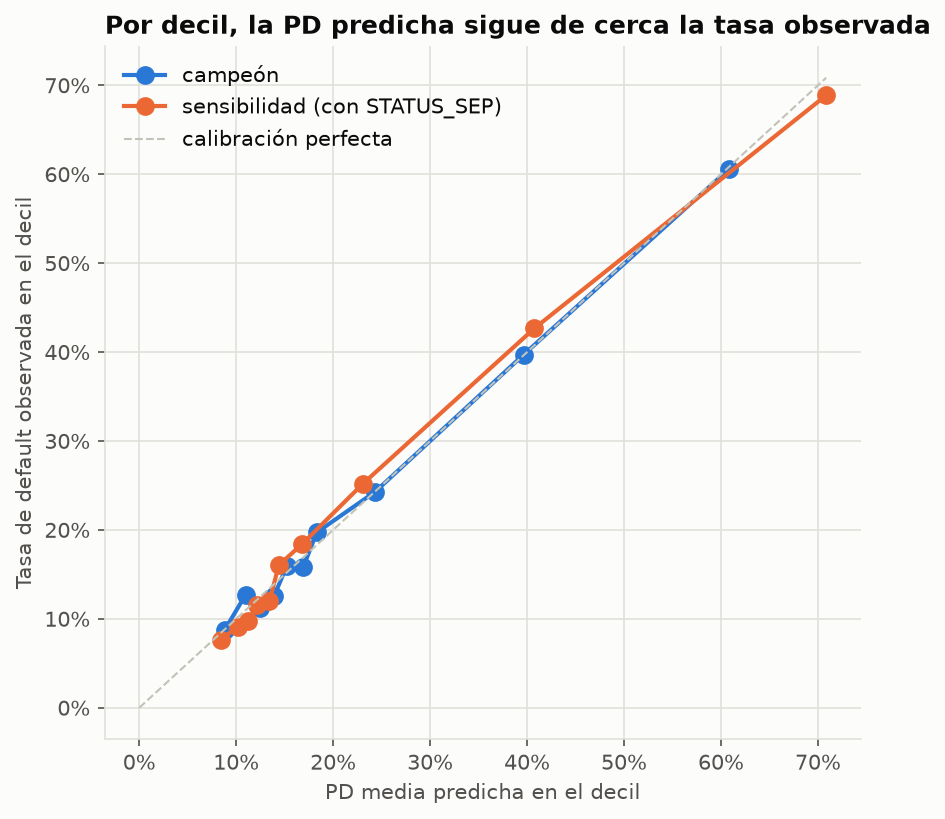 Por decil, la PD predicha sigue de cerca la tasa observada
campeón
sensibilidad (con STATUS_SEP)
calibración perfecta
Tasa de default observada en el decil
70%
60%
50%
40%
30%
20%
10%
0%
0% 10% 20% 30% 40% 50% 60% 70%
PD media predicha en el decil